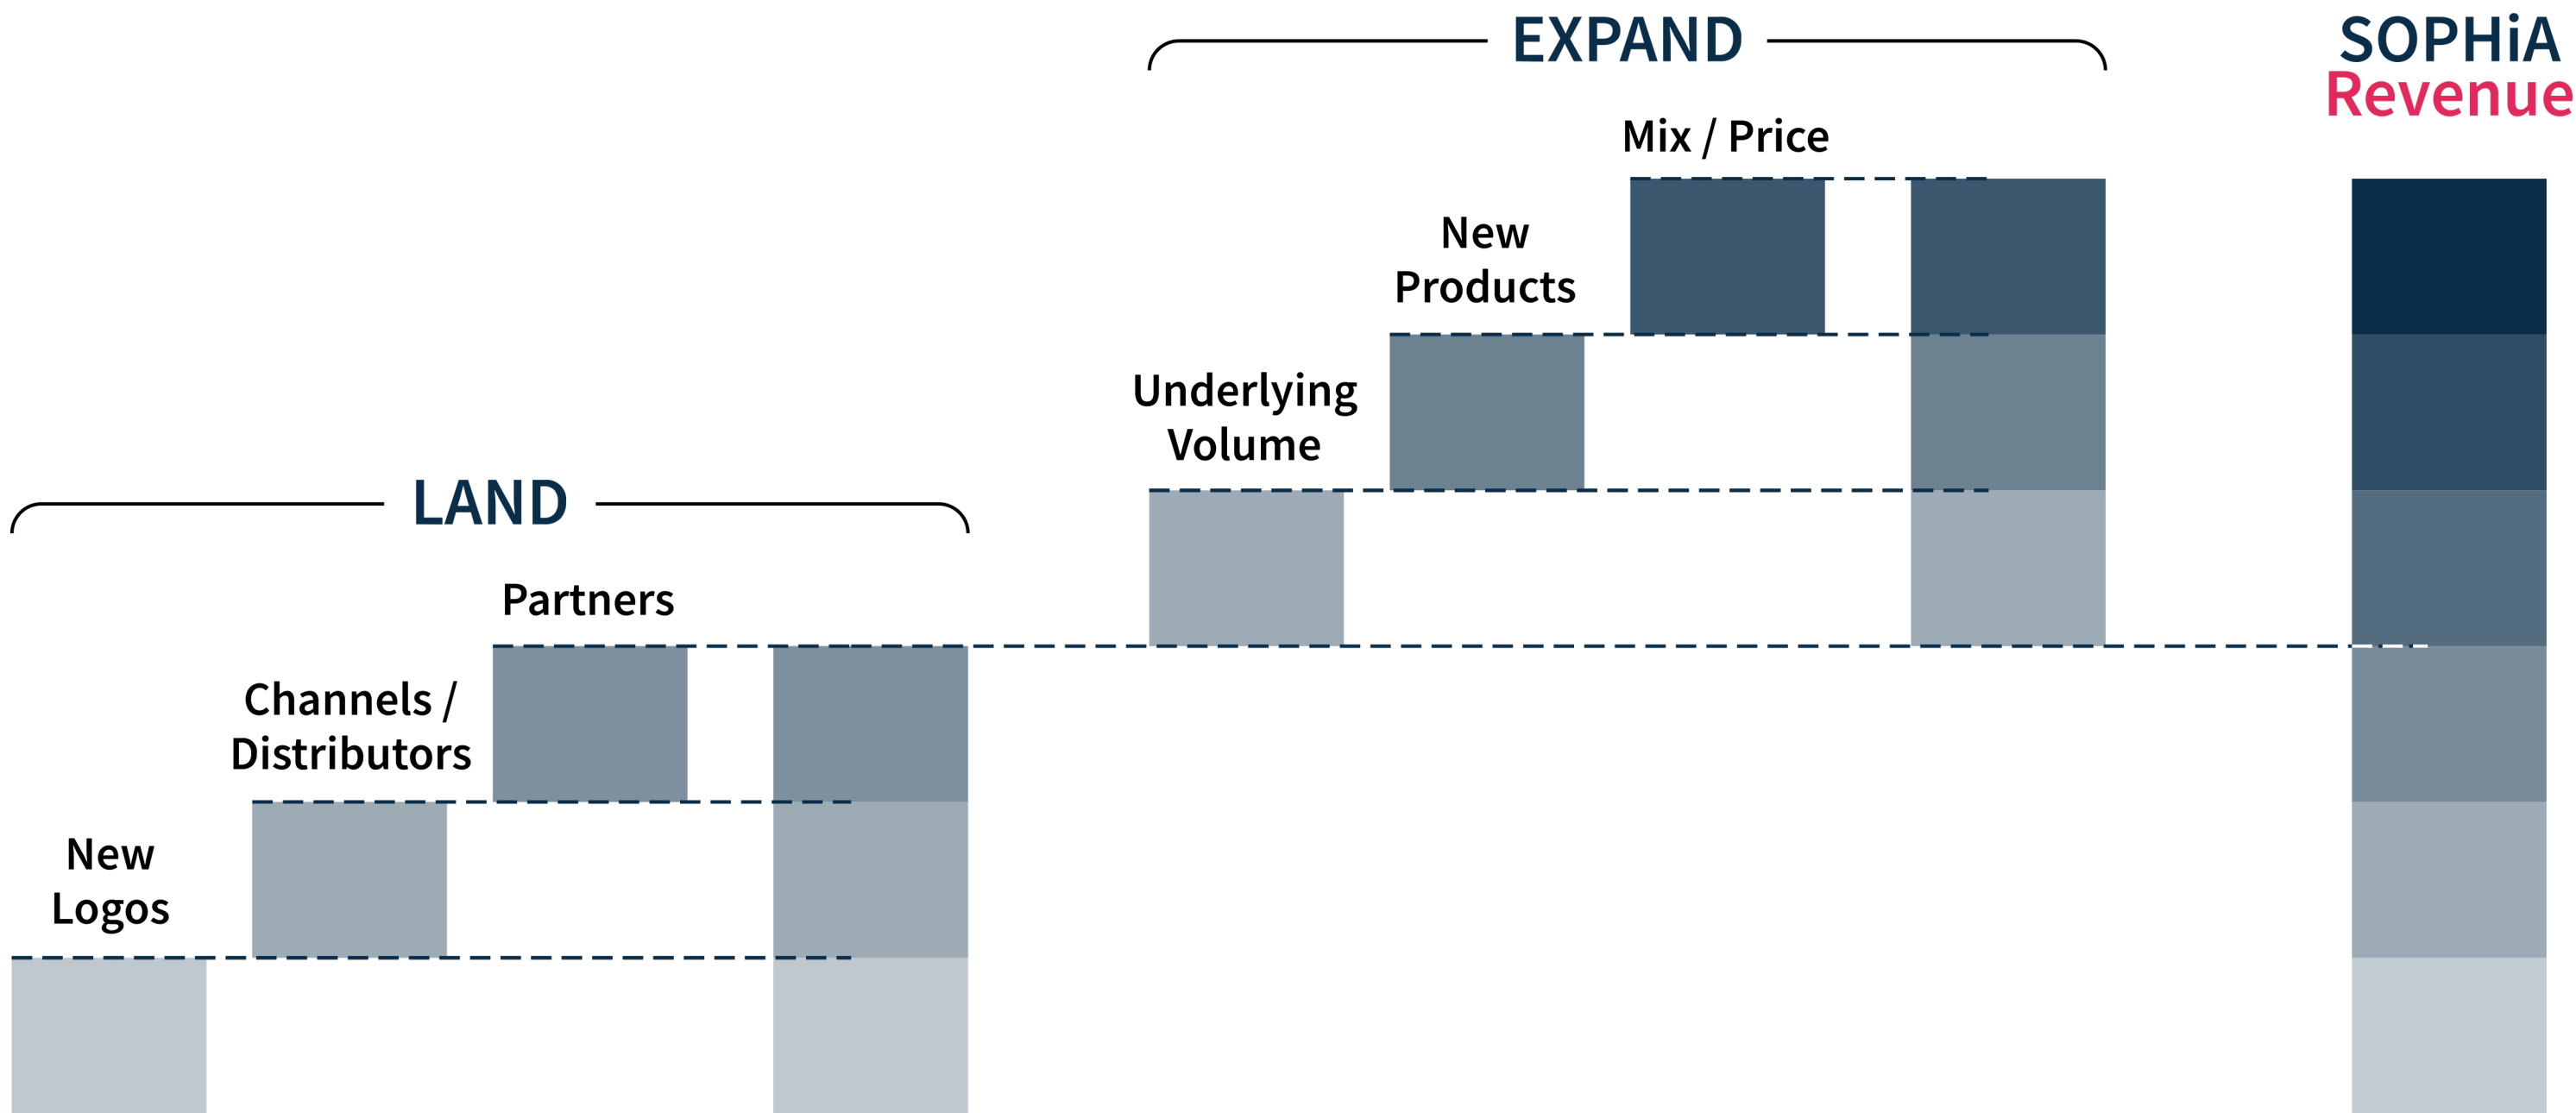 EXPAND
SOPHiA
Revenue
Mix / Price
New
Products
Underlying
Volume
LAND
Partners
Channels /
Distributors
New
Logos